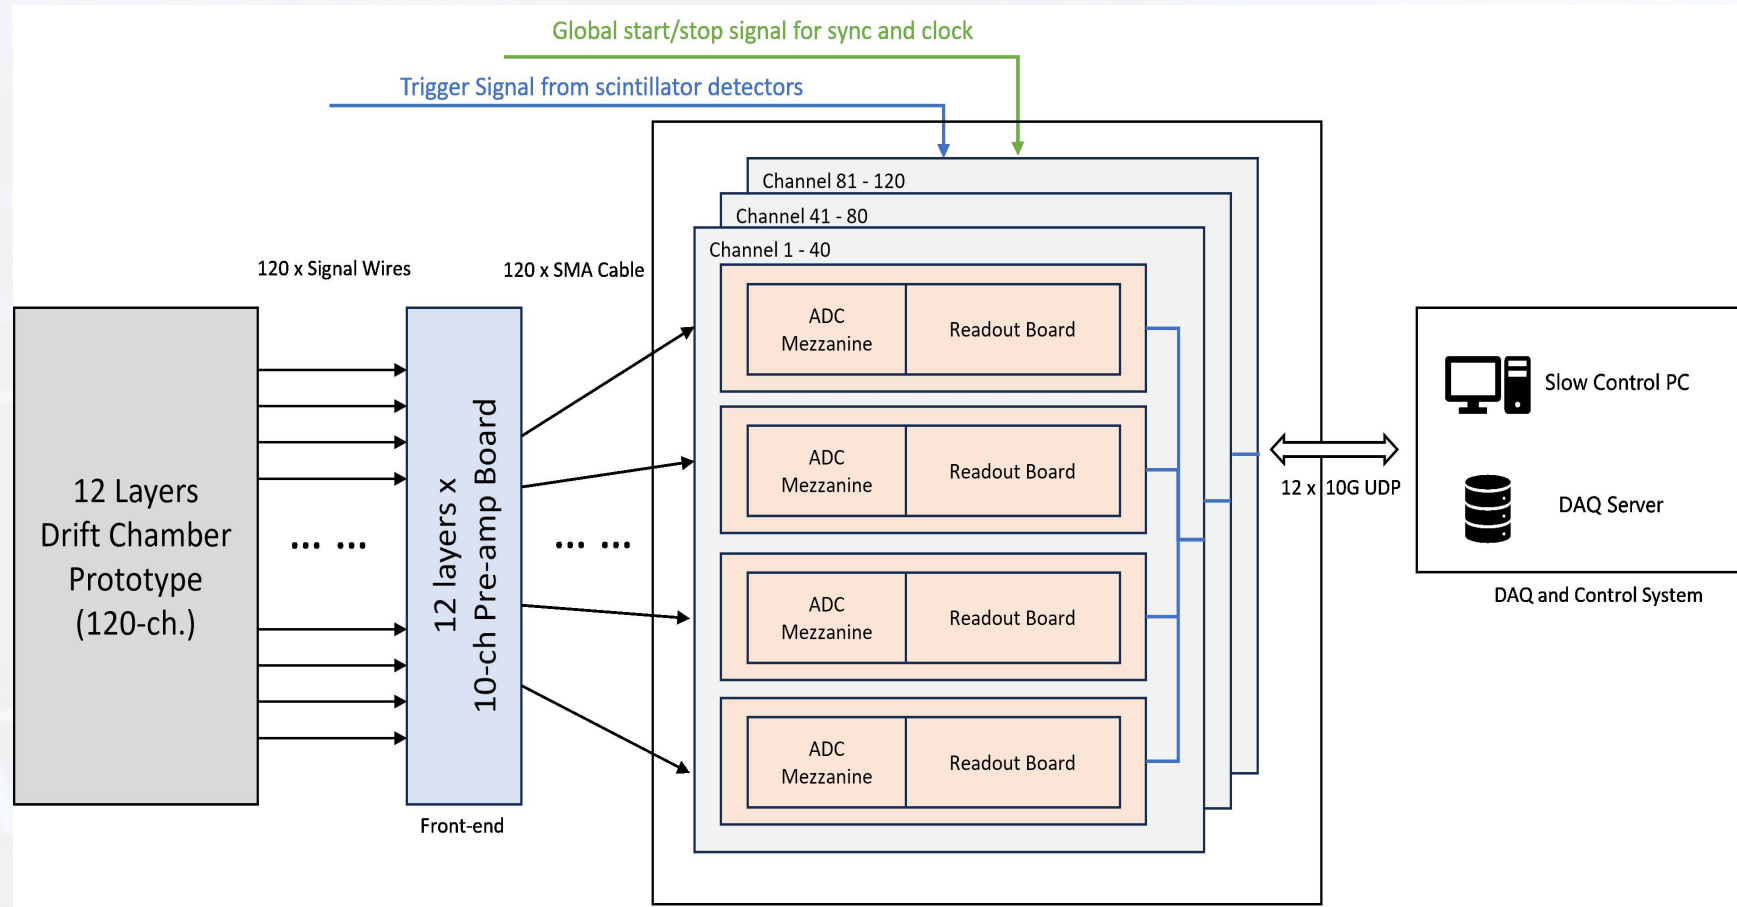 Global start/stop signal for sync and clock
Trigger Signal from scintillator detectors
Channel 81 - 120
Channel 41 - 80
Channel 1 - 40
120 x Signal Wires
120 x SMA Cable
ADC
Mezzanine
Readout Board
ADC
Mezzanine
Readout Board
ADC
Mezzanine
Readout Board
ADC
Mezzanine
Readout Board
12 Layers
Drift Chamber
Prototype
(120-ch.)
... ...
12 layers x
10-ch Pre-amp Board
... ...
Front-end
12 x 10G UDP
Slow Control PC
DAQ Server
DAQ and Control System